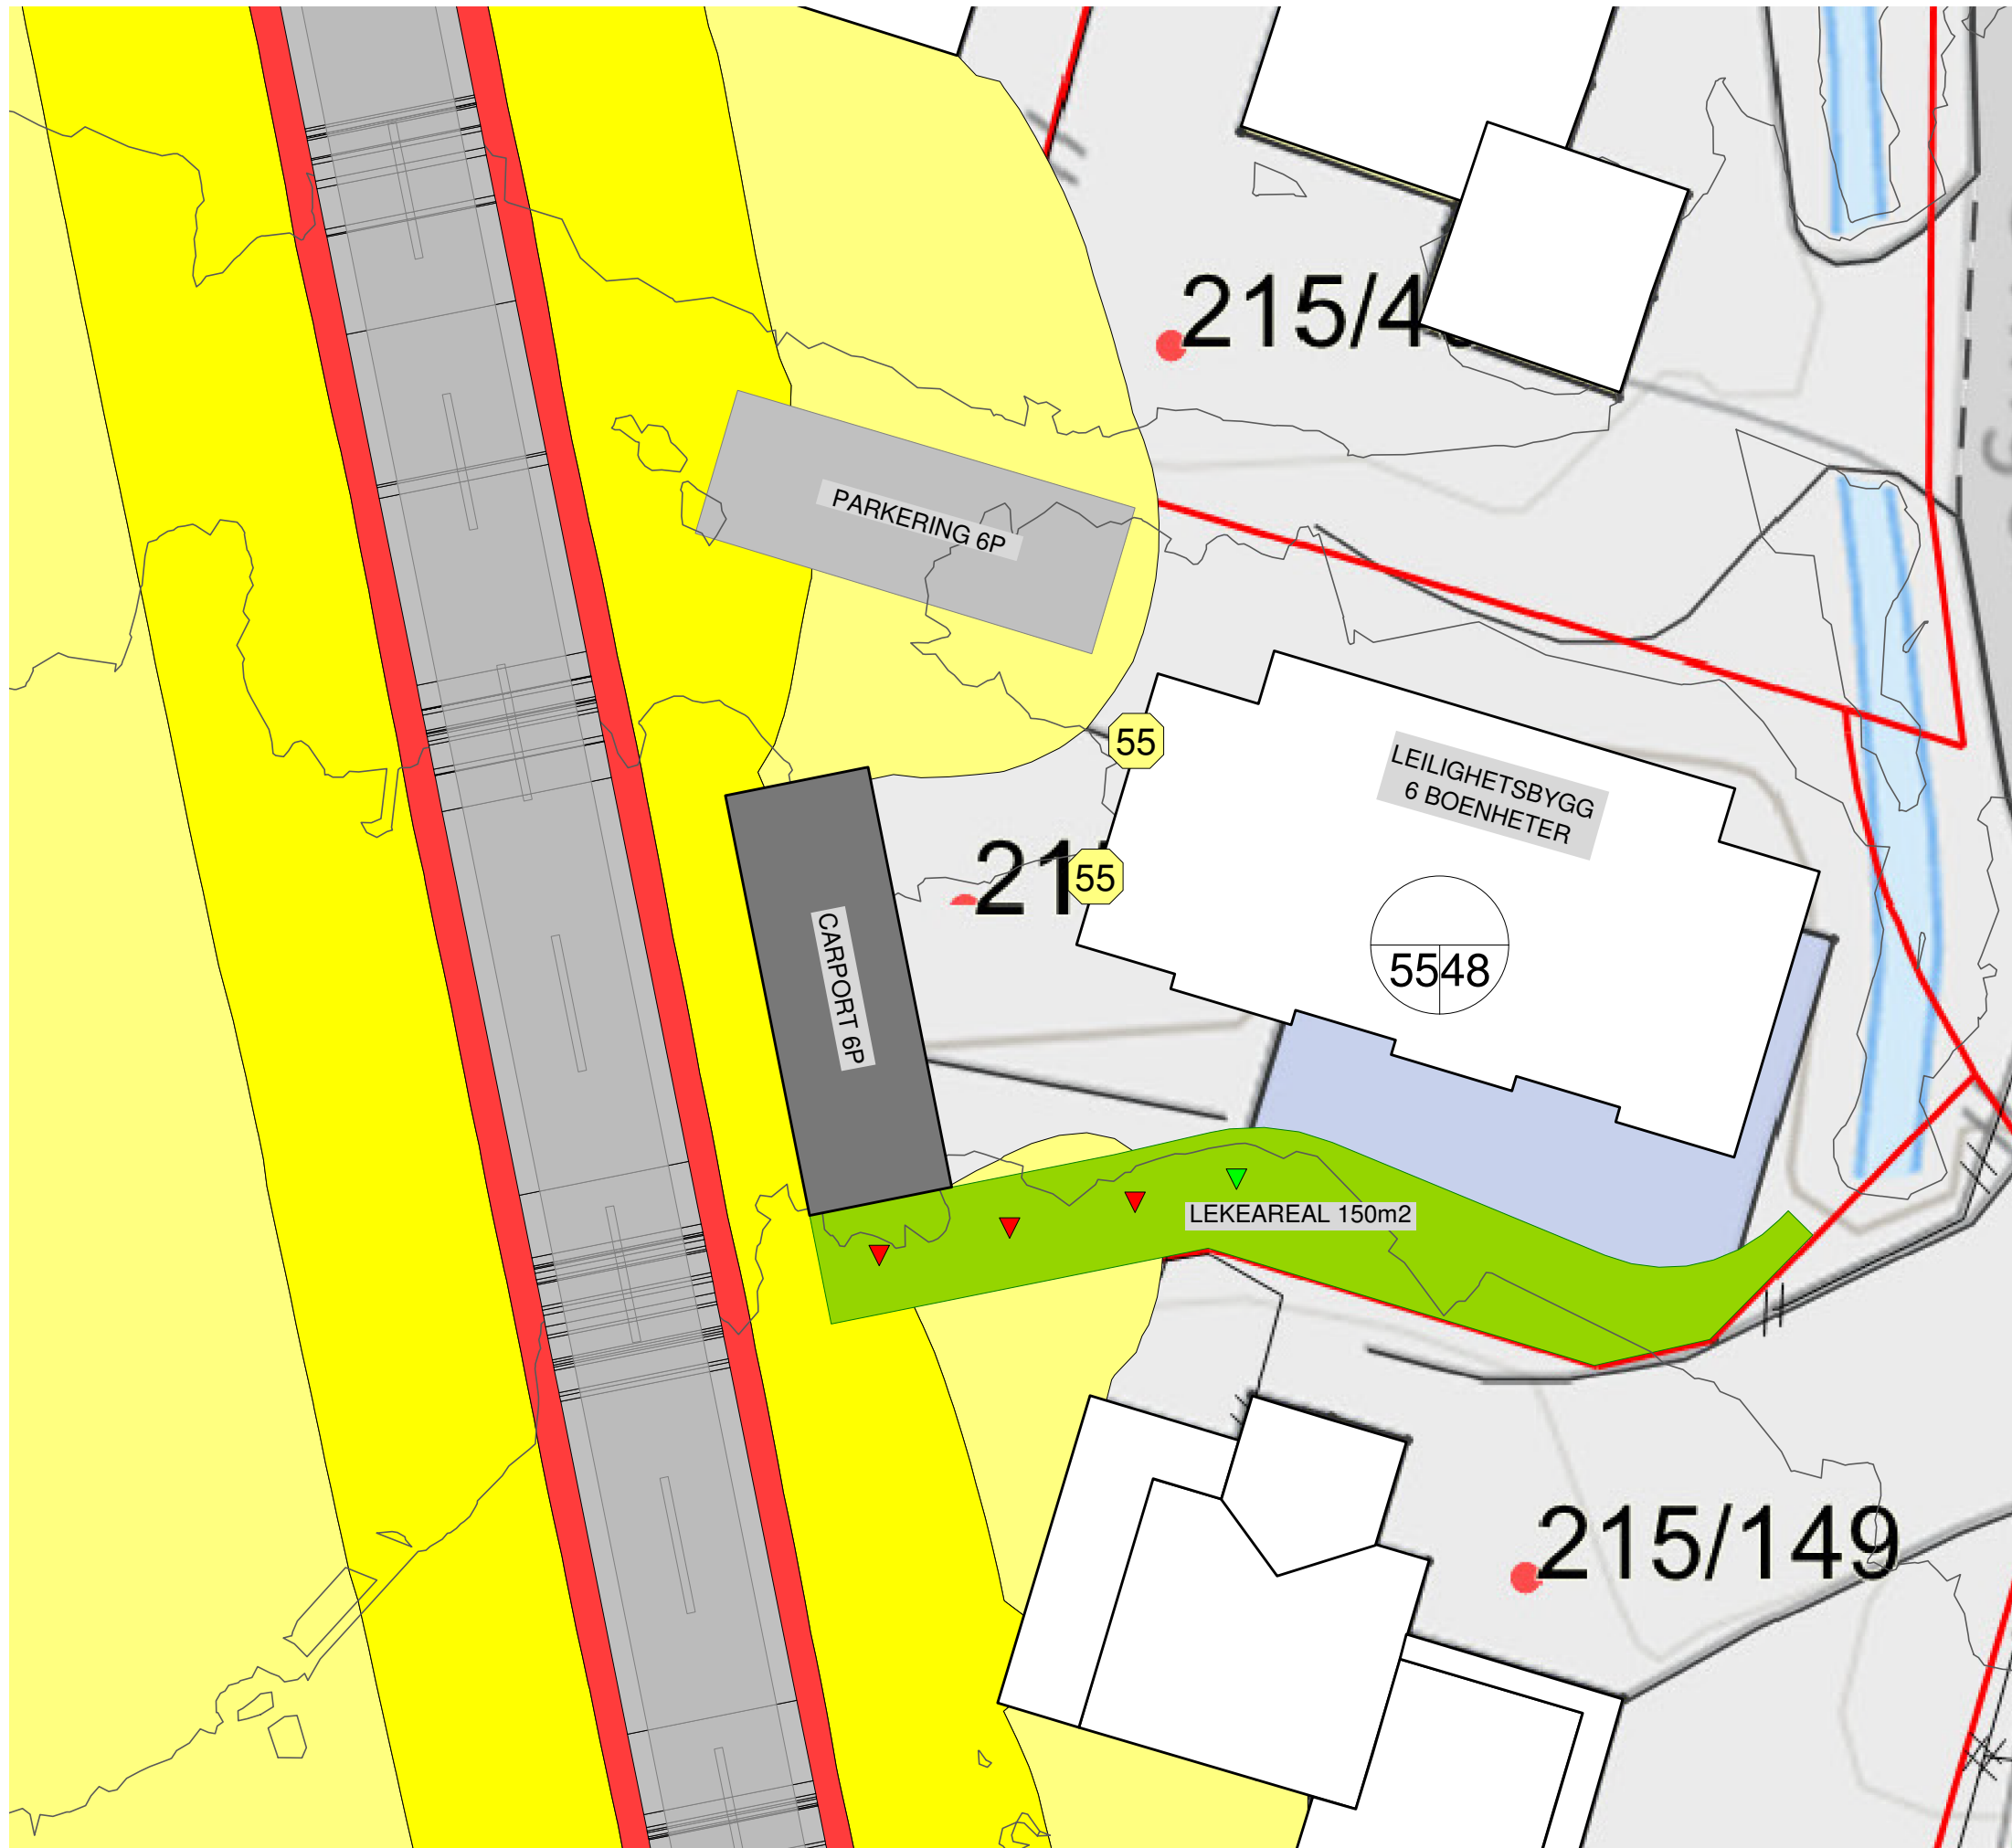 215/4
PARKERING 6P
55
LEILIGHETSBYGG
6 BOENHETER
21
55
CARPORT 6P
5548
LEKEAREAL 150m2
215/149